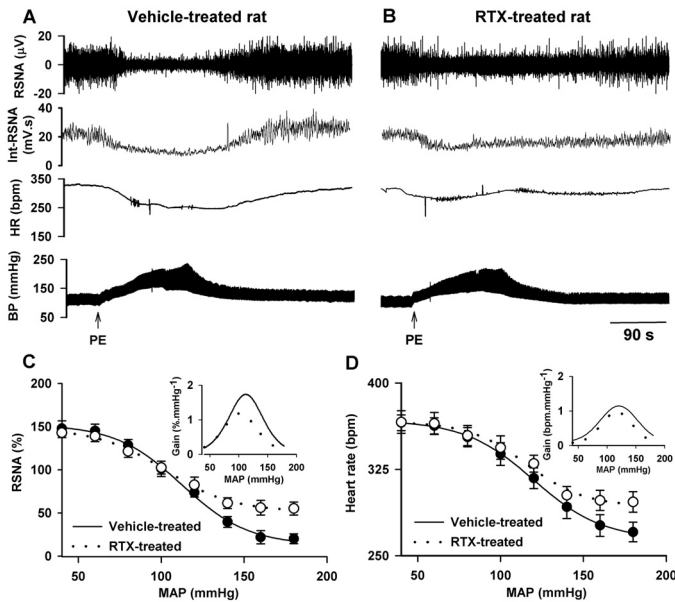 A Vehicle-treated rat
B RTX-treated rat
RSNA (µV)
20
0
-20
Int-RSNA (mV.s)
40
20
0
HR (bpm)
350
250
150
BP (mmHg)
250
150
50
PE
PE
90 s
C
RSNA (%)
200
150
100
50
0
Gain (%.mmHg-1)
2
1
0
50 100 150 200
MAP (mmHg)
Vehicle-treated
RTX-treated
50 100 150 200
MAP (mmHg)
D
Heart rate (bpm)
400
325
250
Gain (bpm.mmHg-1)
2
1
0
50 100 150 200
MAP (mmHg)
Vehicle-treated
RTX-treated
50 100 150 200
MAP (mmHg)